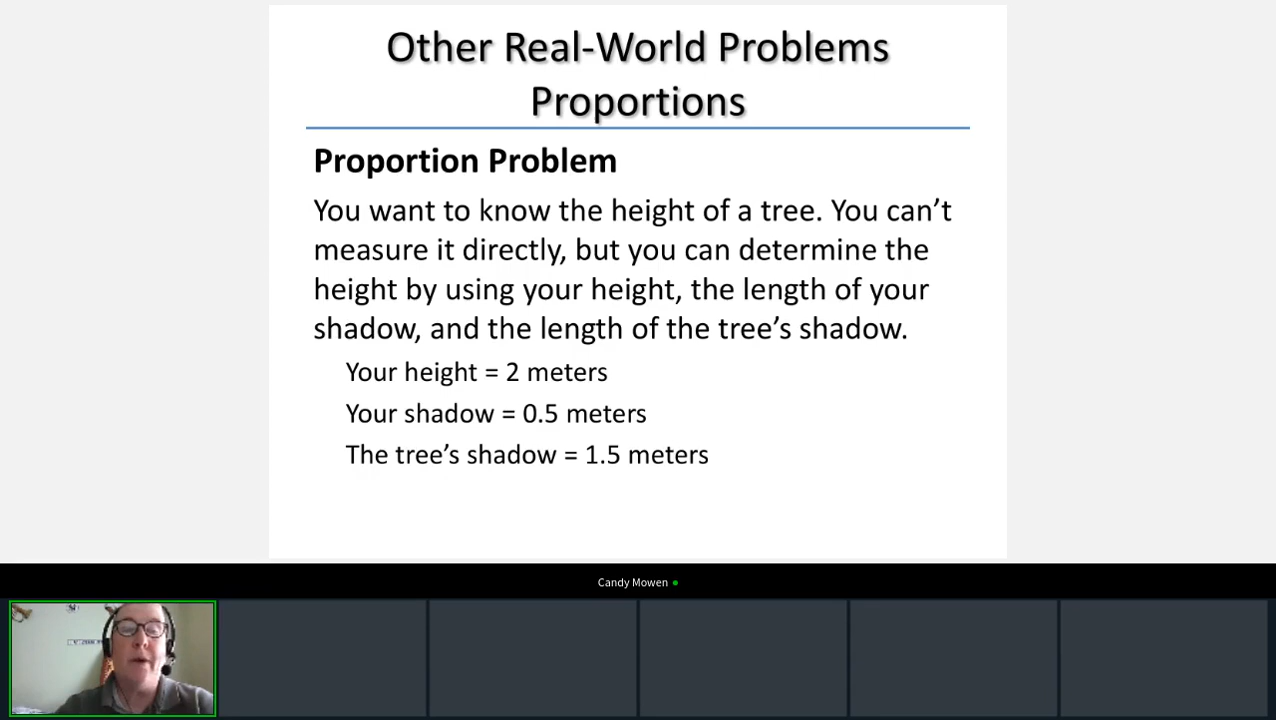 Other Real-World Problems
Proportions
Proportion Problem
You want to know the height of a tree. You can’t
measure it directly, but you can determine the
height by using your height, the length of your
shadow, and the length of the tree’s shadow.
Your height = 2 meters
Your shadow = 0.5 meters
The tree’s shadow = 1.5 meters
Candy Mowen